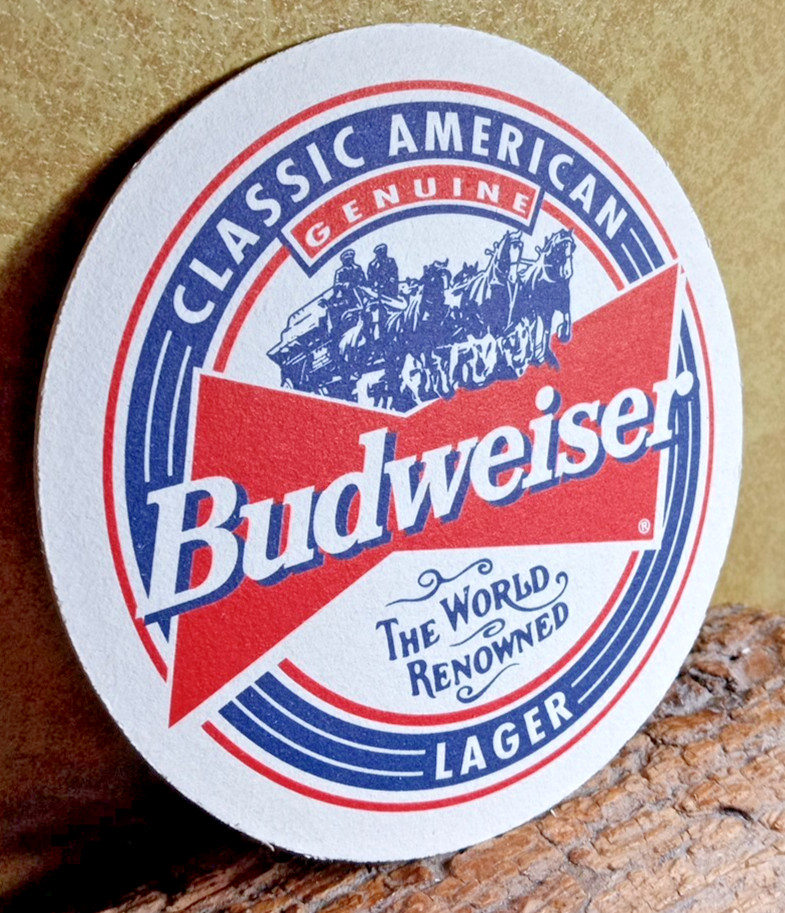 CLASSIC AMERICAN
GENUINE
Budweiser
®
THE WORLD
RENOWNED
LAGER